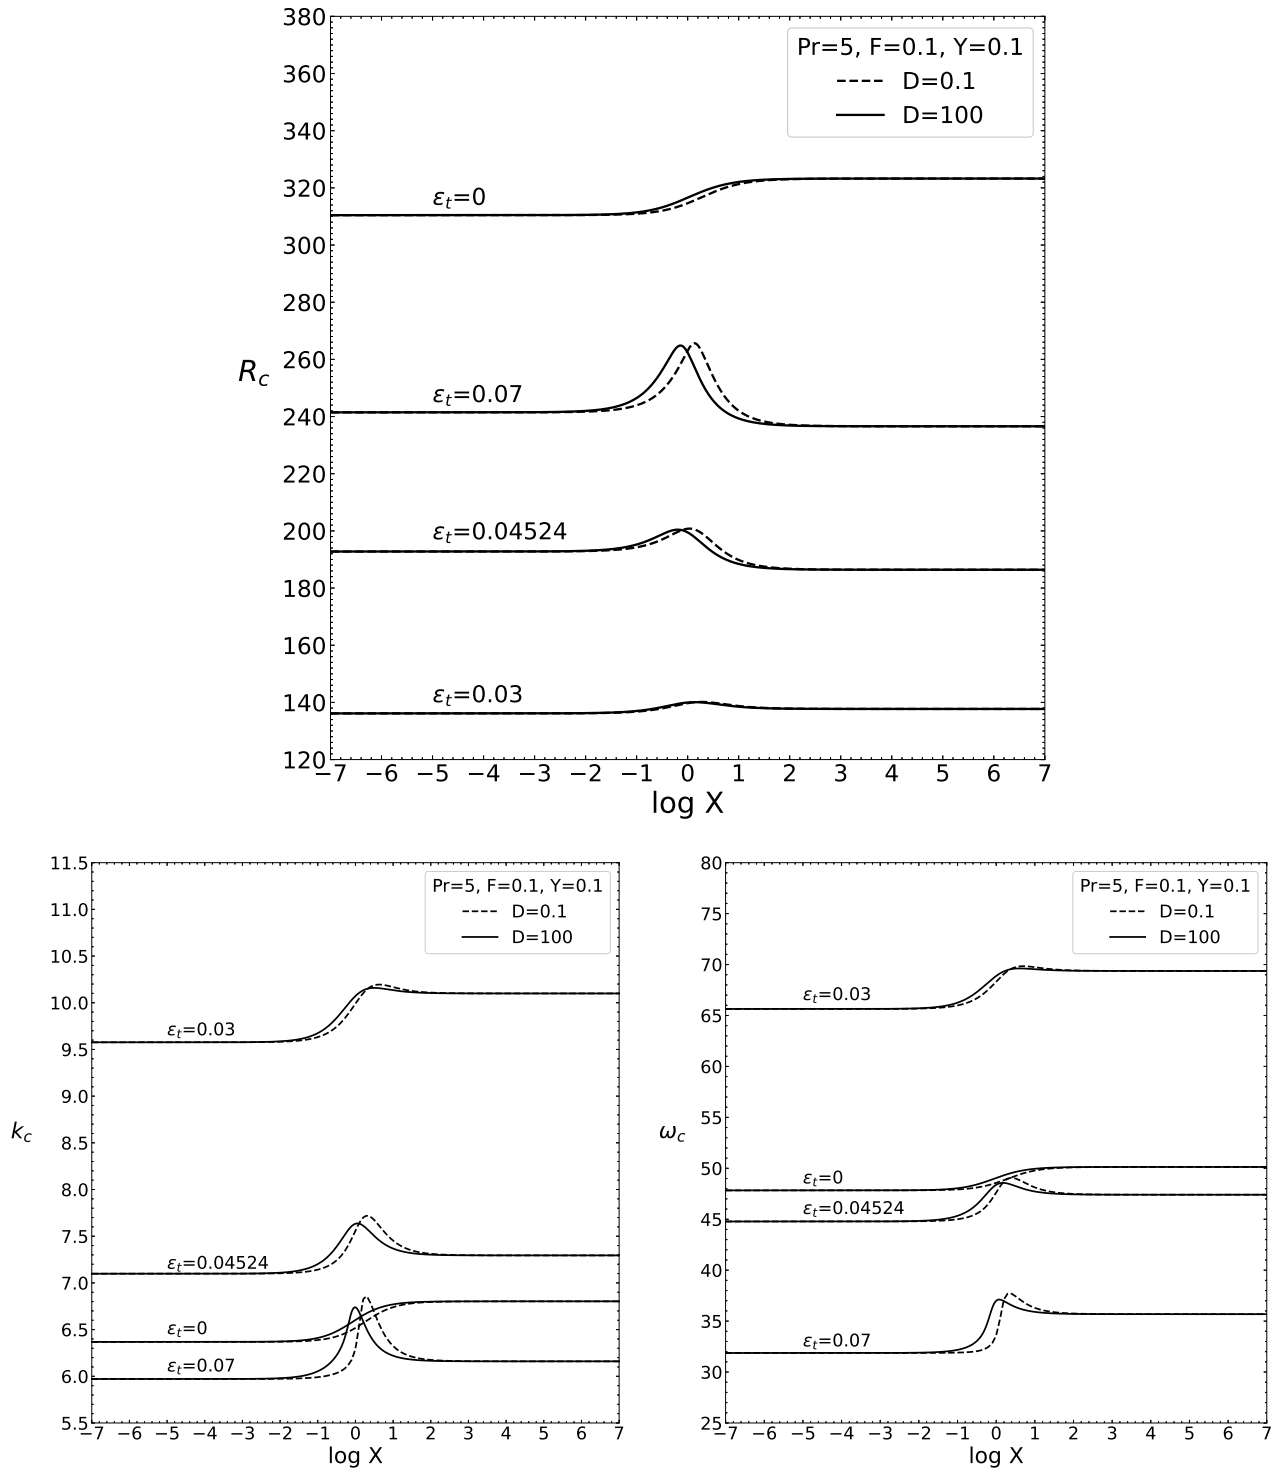 380
360
340
320
300
280
260
240
220
200
180
160
140
120
R_c
Pr=5, F=0.1, Y=0.1
D=0.1
D=100
ε_t=0
ε_t=0.07
ε_t=0.04524
ε_t=0.03
−7 −6 −5 −4 −3 −2 −1 0 1 2 3 4 5 6 7
log X
11.5
11.0
10.5
10.0
9.5
9.0
8.5
8.0
7.5
7.0
6.5
6.0
5.5
k_c
Pr=5, F=0.1, Y=0.1
D=0.1
D=100
ε_t=0.03
ε_t=0.04524
ε_t=0
ε_t=0.07
−7 −6 −5 −4 −3 −2 −1 0 1 2 3 4 5 6 7
log X
80
75
70
65
60
55
50
45
40
35
30
25
ω_c
Pr=5, F=0.1, Y=0.1
D=0.1
D=100
ε_t=0.03
ε_t=0
ε_t=0.04524
ε_t=0.07
−7 −6 −5 −4 −3 −2 −1 0 1 2 3 4 5 6 7
log X